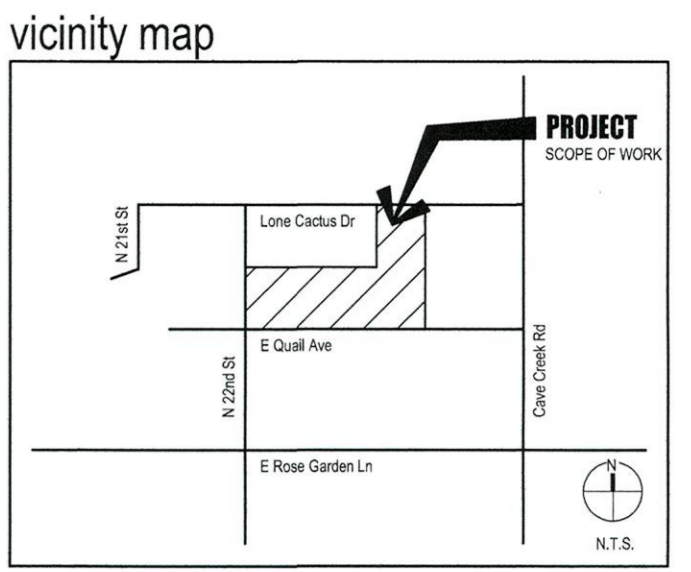 vicinity map
PROJECT
SCOPE OF WORK
N 21st St
Lone Cactus Dr
E Quail Ave
N 22nd St
Cave Creek Rd
E Rose Garden Ln
N
N.T.S.